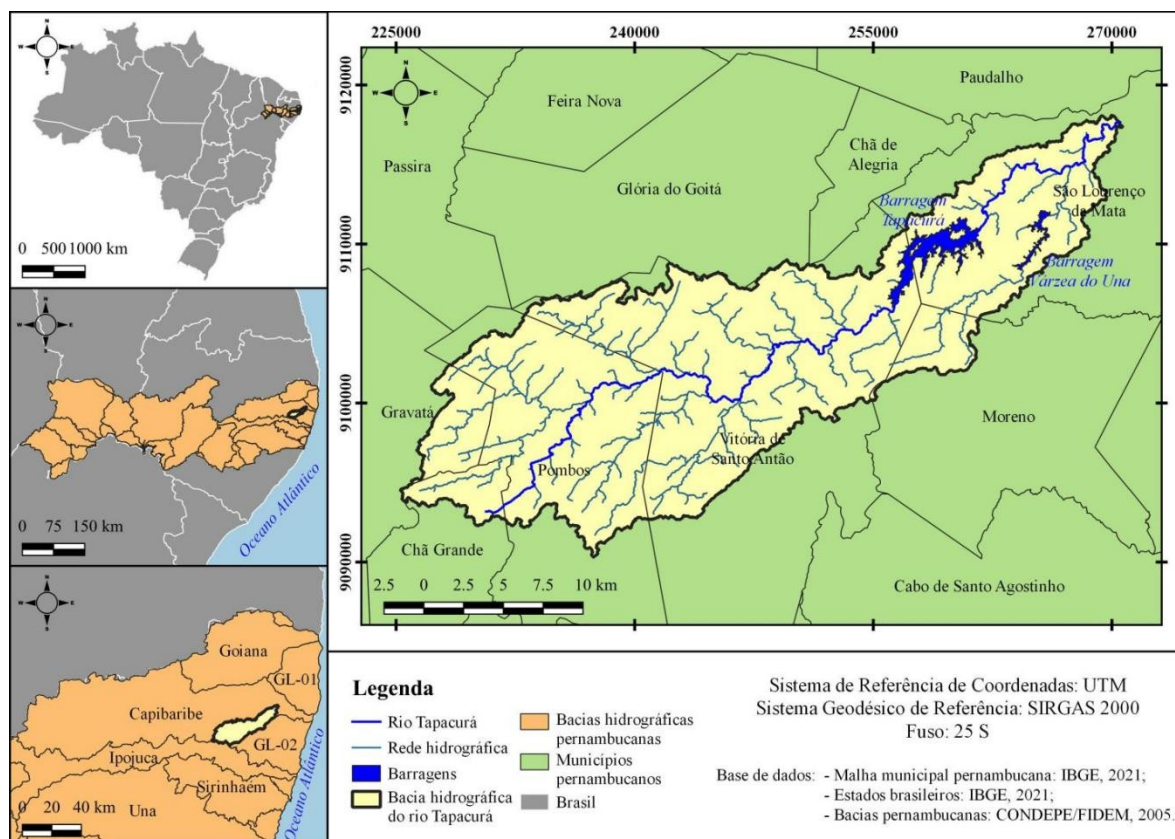 N
W
E
S
0
500
1000 km
N
W
E
S
Oceano Atlântico
0
75
150 km
N
W
E
S
Goiana
GL-01
Capibaribe
GL-02
Ipojuca
Sirinhaém
Una
Oceano Atlântico
0
20
40 km
225000
240000
255000
270000
9120000
9110000
9100000
9090000
N
W
E
S
Paudalho
Feira Nova
Chã de
Alegria
Passira
Glória do Goitá
São Lourenço
da Mata
Barragem
Tapacurá
Barragem
Várzea do Una
Gravatá
Moreno
Vitória de
Santo Antão
Pombos
Chã Grande
Cabo de Santo Agostinho
2.5
0
2.5
5
7.5
10 km
Legenda
Rio Tapacurá
Rede hidrográfica
Barragens
Bacia hidrográfica
do rio Tapacurá
Bacias hidrográficas
pernambucanas
Municípios
pernambucanos
Brasil
Sistema de Referência de Coordenadas: UTM
Sistema Geodésico de Referência: SIRGAS 2000
Fuso: 25 S
Base de dados: - Malha municipal pernambucana: IBGE, 2021;
- Estados brasileiros: IBGE, 2021;
- Bacias pernambucanas: CONDEPE/FIDEM, 2005